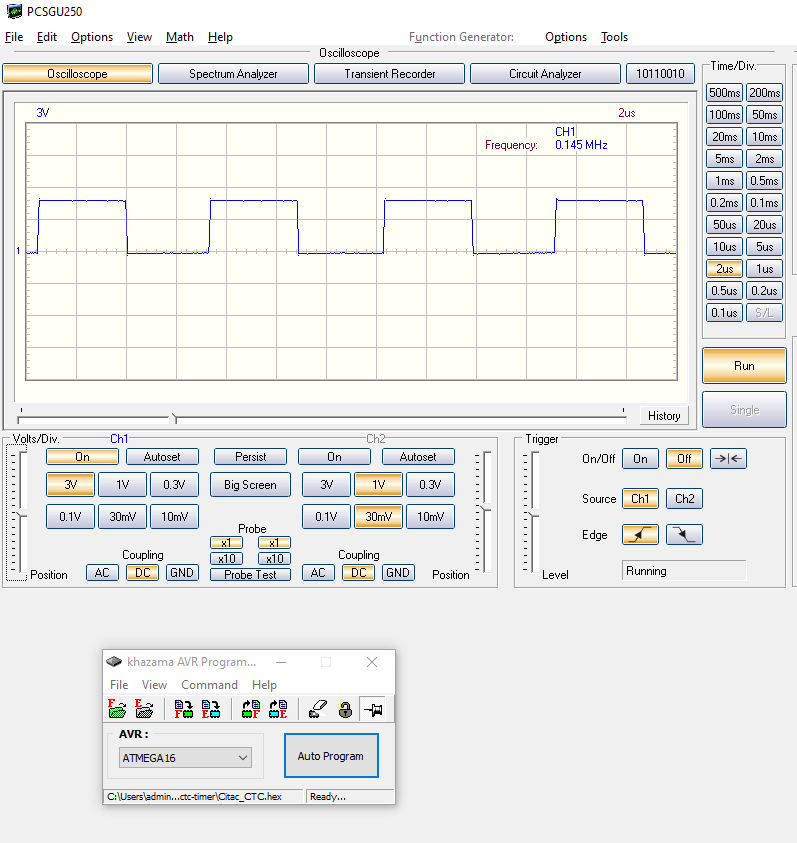 PCSGU250
File Edit Options View Math Help Function Generator: Options Tools
Oscilloscope
Oscilloscope Spectrum Analyzer Transient Recorder Circuit Analyzer 10110010
Time/Div.
3V 2us
CH1
Frequency: 0.145 MHz
1
500ms 200ms
100ms 50ms
20ms 10ms
5ms 2ms
1ms 0.5ms
0.2ms 0.1ms
50us 20us
10us 5us
2us 1us
0.5us 0.2us
0.1us S/L
Run
Single
History
Volts/Div. Ch1 Ch2
On Autoset Persist On Autoset
3V 1V 0.3V Big Screen 3V 1V 0.3V
0.1V 30mV 10mV 0.1V 30mV 10mV
Probe
x1 x1
Coupling x10 x10 Coupling
Position AC DC GND Probe Test AC DC GND Position
Trigger
On/Off On Off
Source Ch1 Ch2
Edge
Level Running
khazama AVR Program...
File View Command Help
F E F E F E
AVR :
ATMEGA16
Auto Program
C:\Users\admin...ctc-timer\Citac_CTC.hex Ready...